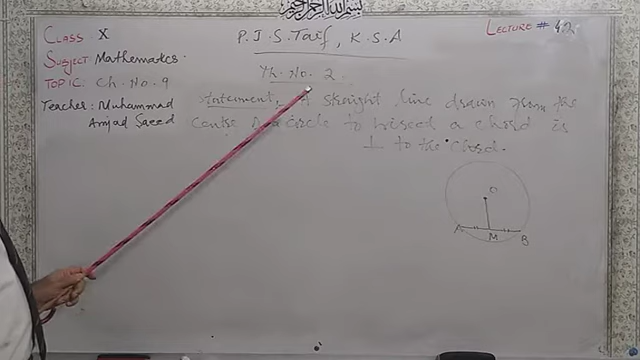 بسم الله الرحمن الرحيم
CLASS X
P.I.S.Taif, K.S.A
LECTURE # 42
SUBJECT Mathematics.
Th. No. 2.
TOPIC: Ch. No. 9
Statement, A straight line drawn from the
Teacher: Muhammad
Amjad Saeed
centre of a circle to bisect a chord is
⊥ to the chord.
O
A
M
B